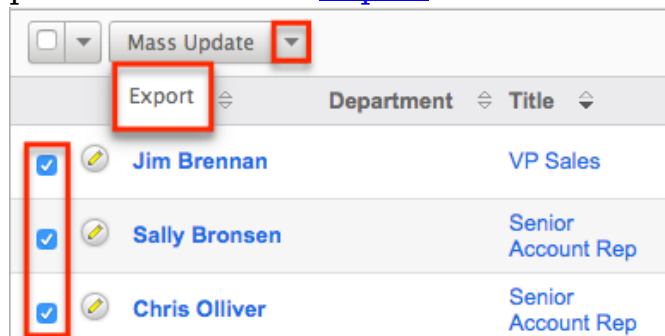 Mass Update
Export
Department Title
Jim Brennan VP Sales
Sally Bronsen Senior
Account Rep
Chris Olliver Senior
Account Rep